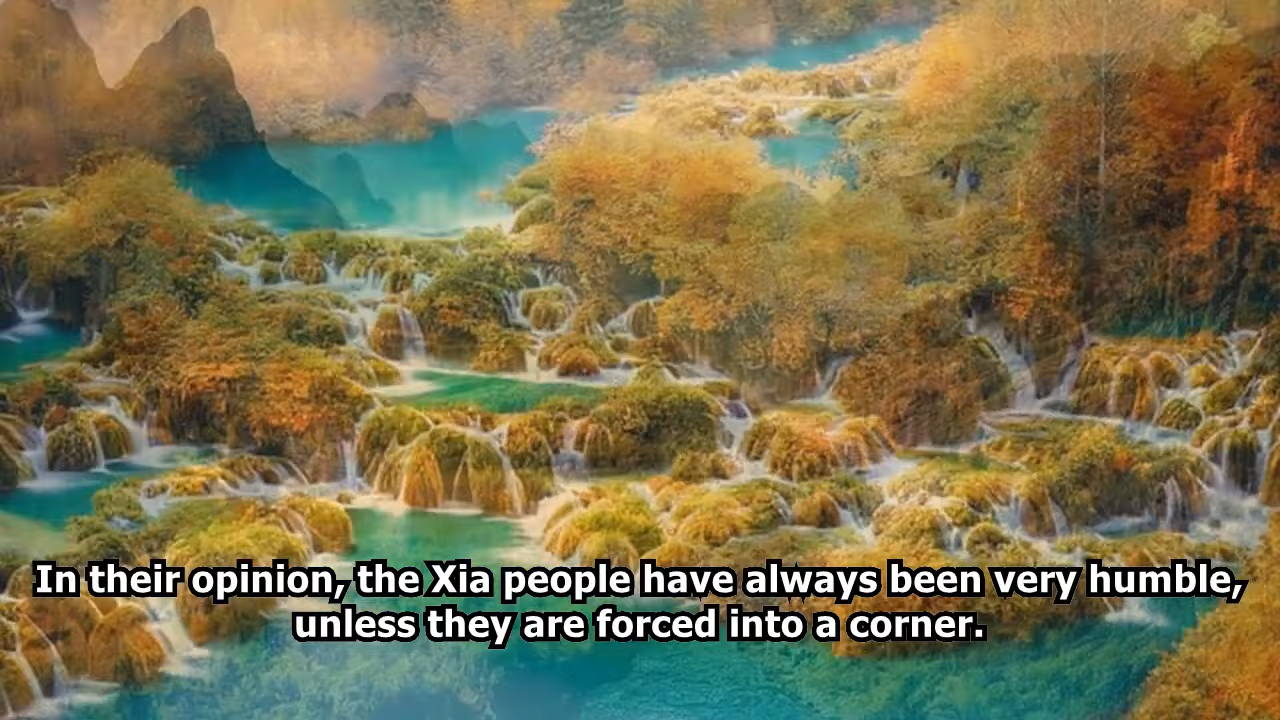 In their opinion, the Xia people have always been very humble,
unless they are forced into a corner.